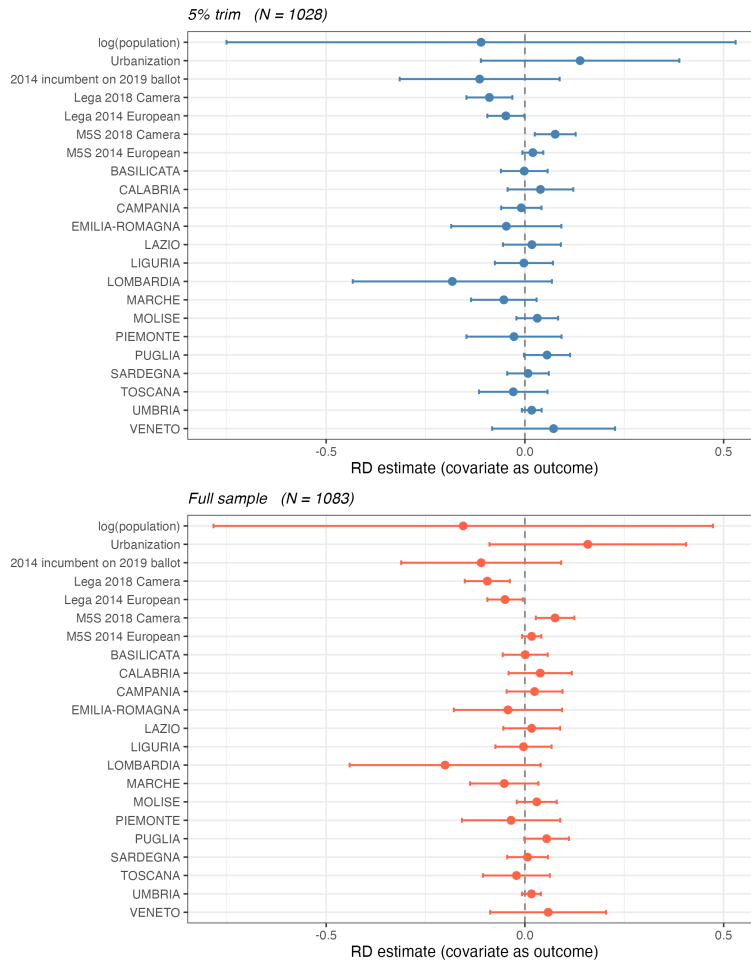 5% trim (N = 1028)
log(population)
Urbanization
2014 incumbent on 2019 ballot
Lega 2018 Camera
Lega 2014 European
M5S 2018 Camera
M5S 2014 European
BASILICATA
CALABRIA
CAMPANIA
EMILIA-ROMAGNA
LAZIO
LIGURIA
LOMBARDIA
MARCHE
MOLISE
PIEMONTE
PUGLIA
SARDEGNA
TOSCANA
UMBRIA
VENETO
-0.5 0.0 0.5
RD estimate (covariate as outcome)
Full sample (N = 1083)
log(population)
Urbanization
2014 incumbent on 2019 ballot
Lega 2018 Camera
Lega 2014 European
M5S 2018 Camera
M5S 2014 European
BASILICATA
CALABRIA
CAMPANIA
EMILIA-ROMAGNA
LAZIO
LIGURIA
LOMBARDIA
MARCHE
MOLISE
PIEMONTE
PUGLIA
SARDEGNA
TOSCANA
UMBRIA
VENETO
-0.5 0.0 0.5
RD estimate (covariate as outcome)